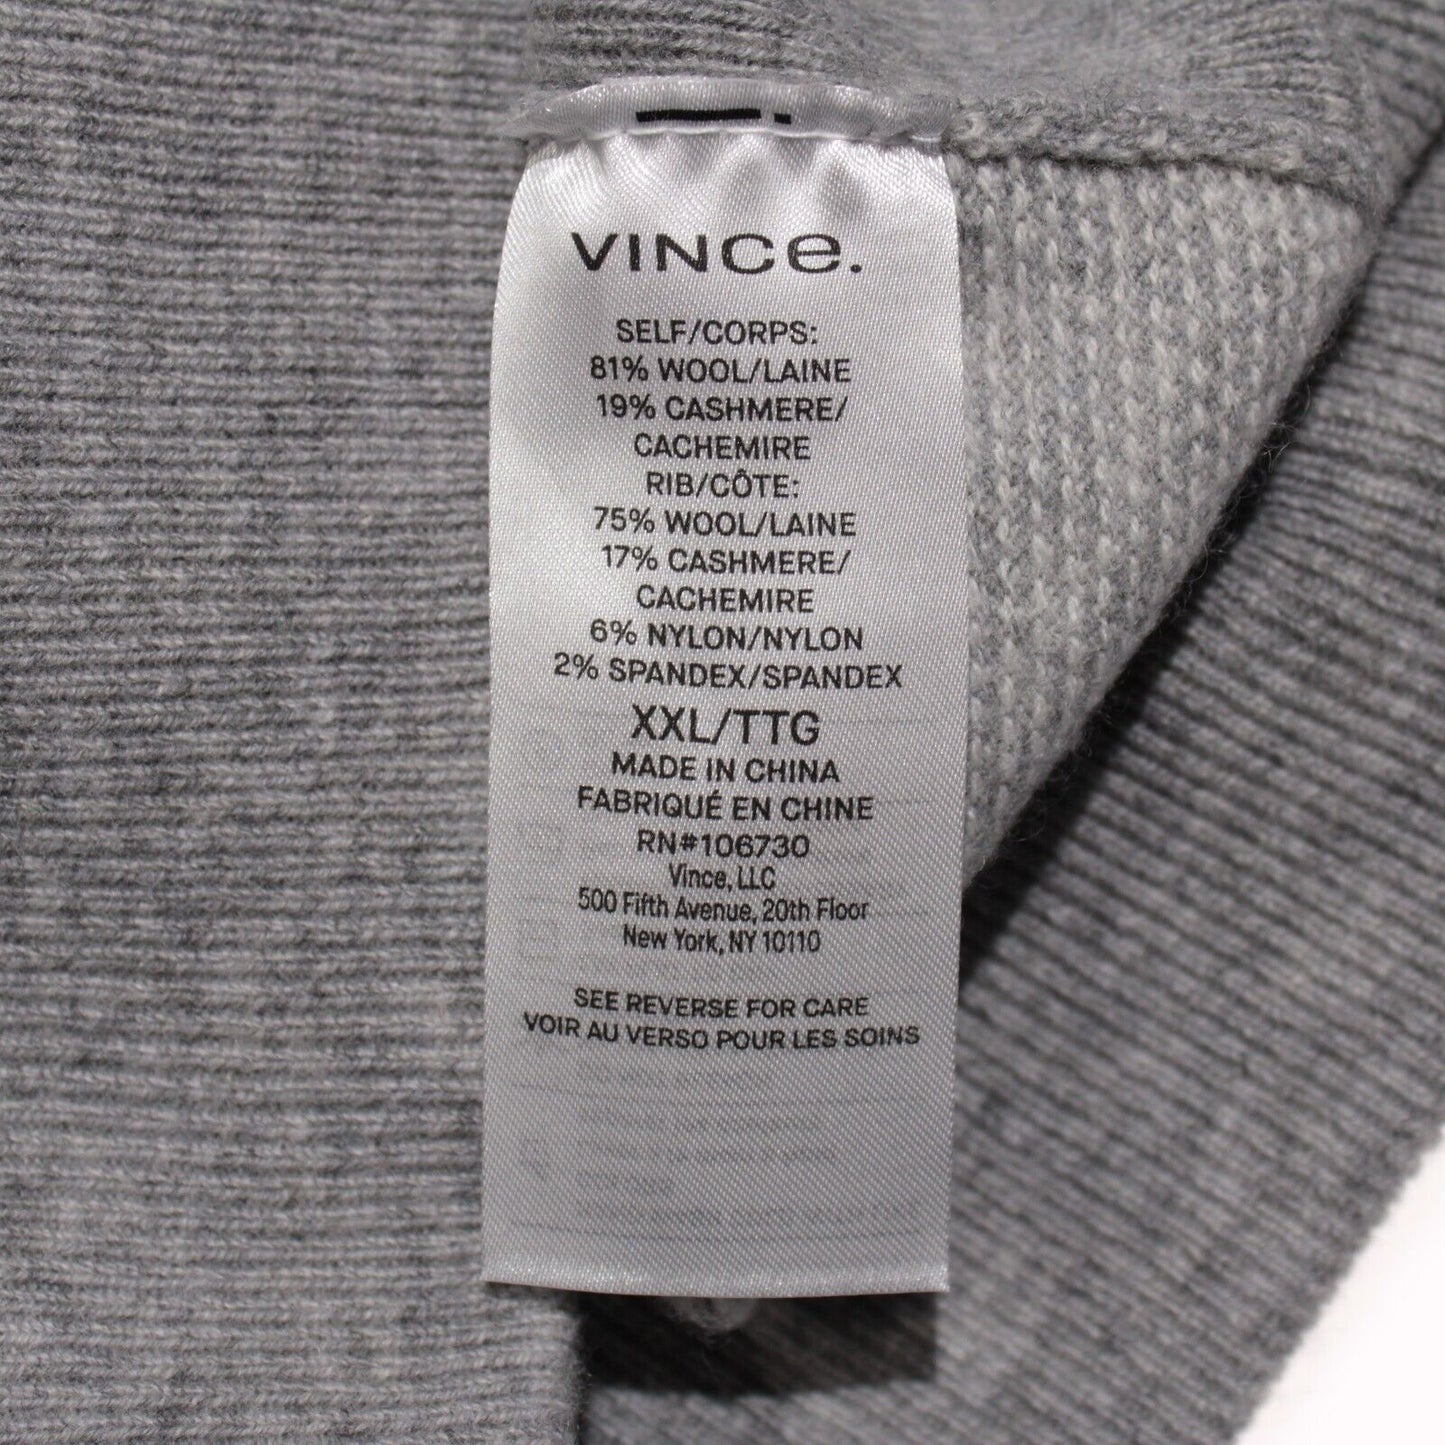 VINCe.
SELF/CORPS:
81% WOOL/LAINE
19% CASHMERE/
CACHEMIRE
RIB/CÔTE:
75% WOOL/LAINE
17% CASHMERE/
CACHEMIRE
6% NYLON/NYLON
2% SPANDEX/SPANDEX
XXL/TTG
MADE IN CHINA
FABRIQUÉ EN CHINE
RN#106730
Vince, LLC
500 Fifth Avenue, 20th Floor
New York, NY 10110
SEE REVERSE FOR CARE
VOIR AU VERSO POUR LES SOINS